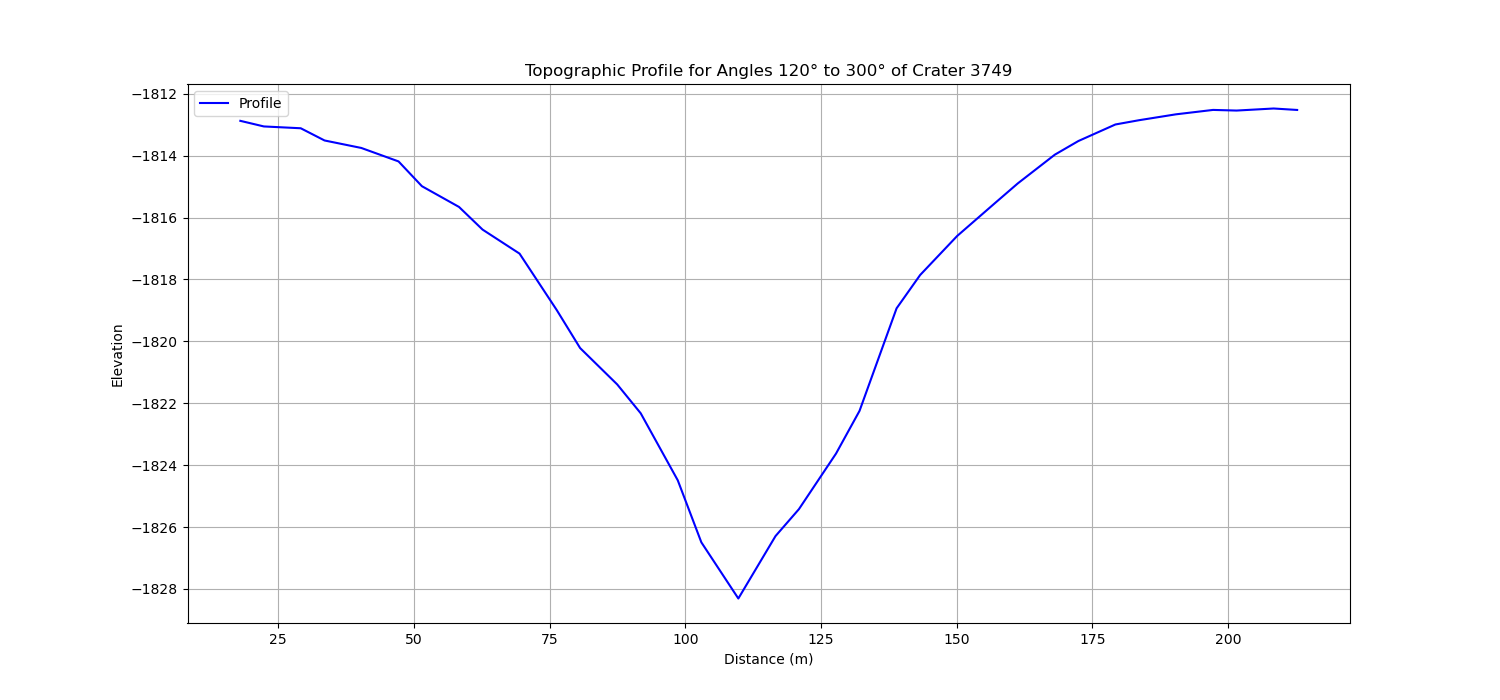 Topographic Profile for Angles 120° to 300° of Crater 3749
Profile
−1812
−1814
−1816
−1818
−1820
−1822
−1824
−1826
−1828
Elevation
25 50 75 100 125 150 175 200
Distance (m)